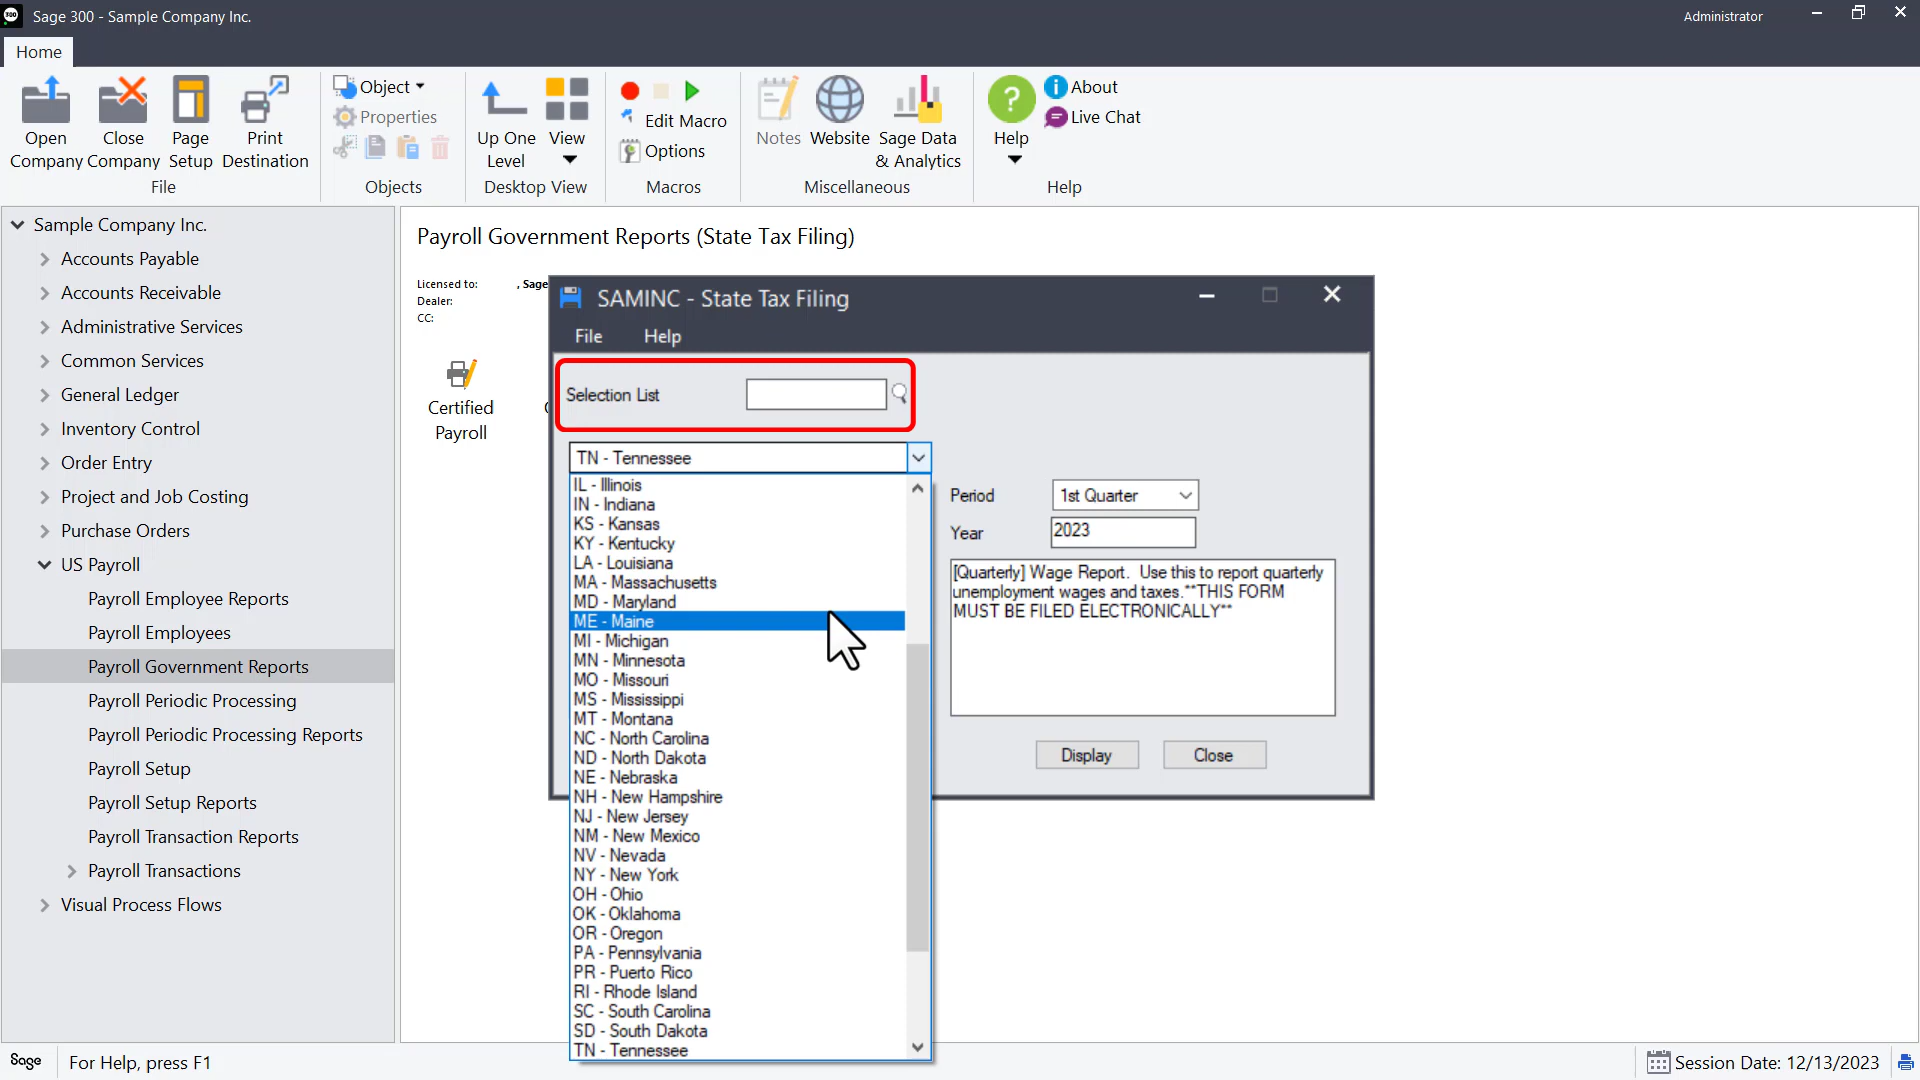 Sage 300 - Sample Company Inc.
Administrator
Home
Open Company
Close Company
Page Setup
Print Destination
File
Object
Properties
Objects
Up One Level
View
Desktop View
Edit Macro
Options
Macros
Notes
Website
Sage Data & Analytics
Miscellaneous
Help
About
Live Chat
Help
Sample Company Inc.
Accounts Payable
Accounts Receivable
Administrative Services
Common Services
General Ledger
Inventory Control
Order Entry
Project and Job Costing
Purchase Orders
US Payroll
Payroll Employee Reports
Payroll Employees
Payroll Government Reports
Payroll Periodic Processing
Payroll Periodic Processing Reports
Payroll Setup
Payroll Setup Reports
Payroll Transaction Reports
Payroll Transactions
Visual Process Flows
Payroll Government Reports (State Tax Filing)
Licensed to: , Sage
Dealer:
CC:
Certified
Payroll
SAMINC - State Tax Filing
File Help
Selection List
TN - Tennessee
IL - Illinois
IN - Indiana
KS - Kansas
KY - Kentucky
LA - Louisiana
MA - Massachusetts
MD - Maryland
ME - Maine
MI - Michigan
MN - Minnesota
MO - Missouri
MS - Mississippi
MT - Montana
NC - North Carolina
ND - North Dakota
NE - Nebraska
NH - New Hampshire
NJ - New Jersey
NM - New Mexico
NV - Nevada
NY - New York
OH - Ohio
OK - Oklahoma
OR - Oregon
PA - Pennsylvania
PR - Puerto Rico
RI - Rhode Island
SC - South Carolina
SD - South Dakota
TN - Tennessee
Period 1st Quarter
Year 2023
[Quarterly] Wage Report. Use this to report quarterly
unemployment wages and taxes.**THIS FORM
MUST BE FILED ELECTRONICALLY**
Display Close
Sage
For Help, press F1
Session Date: 12/13/2023